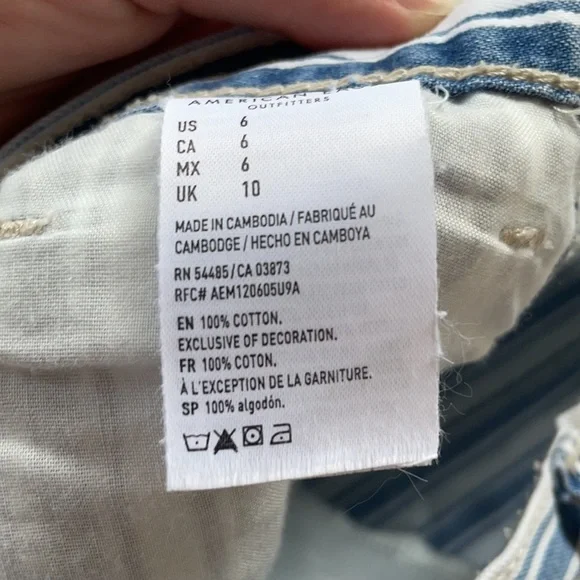 AMERICAN EA
OUTFITTERS
US 6
CA 6
MX 6
UK 10
MADE IN CAMBODIA / FABRIQUÉ AU
CAMBODGE / HECHO EN CAMBOYA
RN 54485 / CA 03873
RFC# AEM120605U9A
EN 100% COTTON.
EXCLUSIVE OF DECORATION.
FR 100% COTON.
À L'EXCEPTION DE LA GARNITURE.
SP 100% algodón.